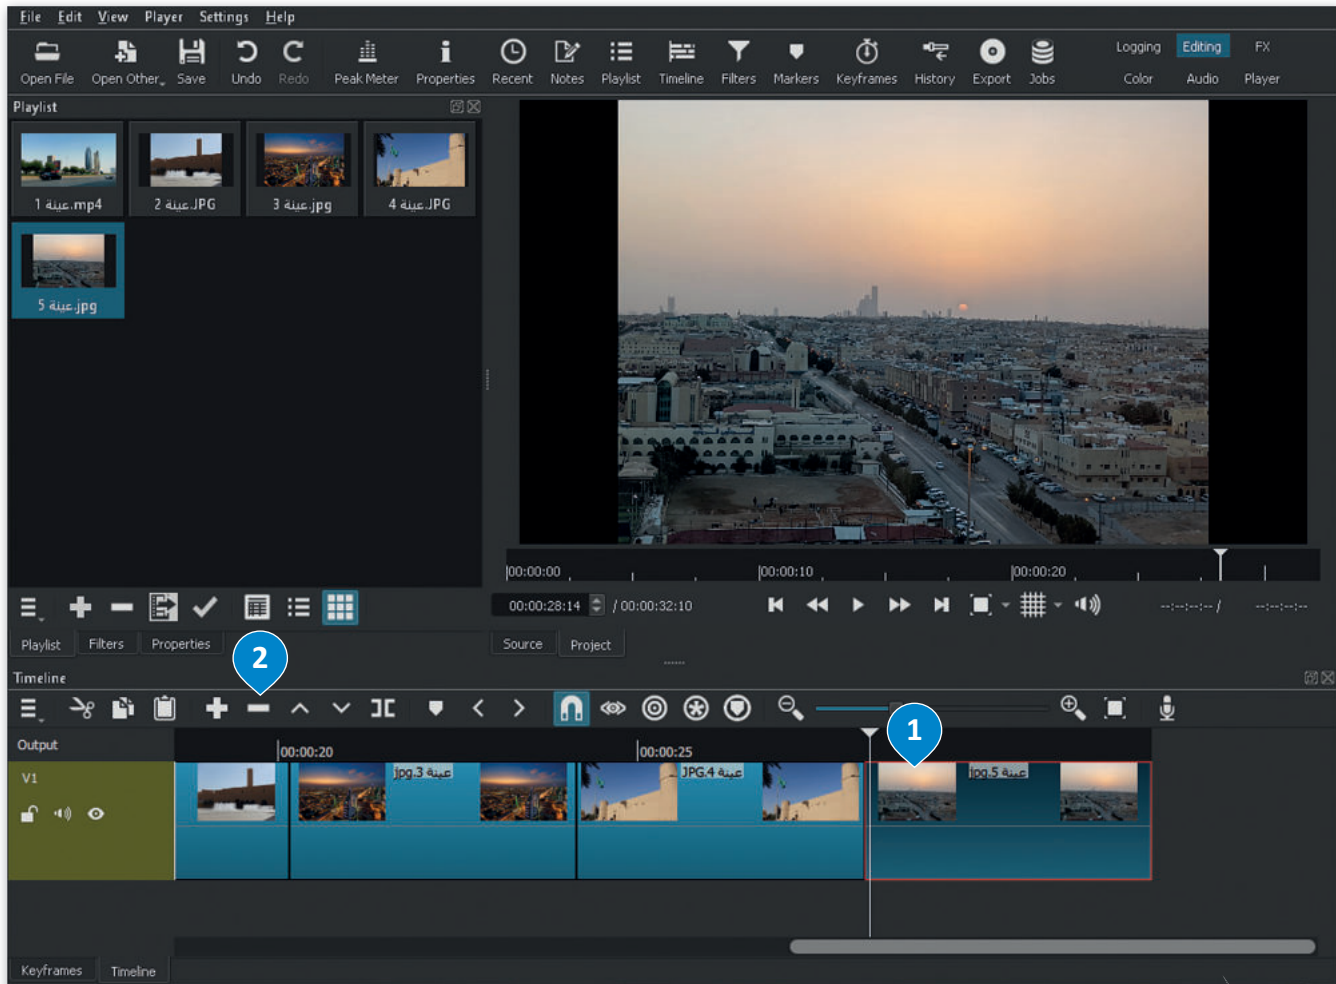 File Edit View Player Settings Help
Open File Open Other Save Undo Redo Peak Meter Properties Recent Notes Playlist Timeline Filters Markers Keyframes History Export Jobs
Logging Editing FX
Color Audio Player
Playlist
عينة 1.mp4
عينة 2.JPG
عينة 3.jpg
عينة 4.JPG
عينة 5.jpg
00:00:00 00:00:10 00:00:20
00:00:28:14 / 00:00:32:10 --:--:--:-- / --:--:--:--
Playlist Filters Properties
Source Project
2
Timeline
1
Output 00:00:20 00:00:25
V1
عينة 3.jpg
عينة 4.JPG
عينة 5.jpg
Keyframes Timeline